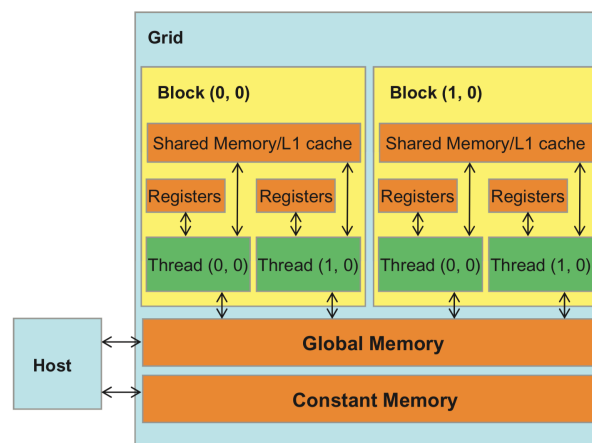 Grid
Block (0, 0)
Block (1, 0)
Shared Memory/L1 cache
Shared Memory/L1 cache
Registers
Registers
Registers
Registers
Thread (0, 0)
Thread (1, 0)
Thread (0, 0)
Thread (1, 0)
Global Memory
Host
Constant Memory